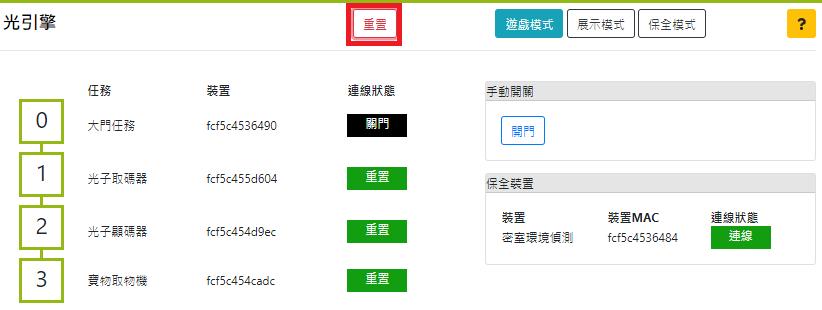 光引擎 重置 遊戲模式 展示模式 保全模式 ?
任務 裝置 連線狀態
0 大門任務 fcf5c4536490 關門
1 光子取碼器 fcf5c455d604 重置
2 光子顯碼器 fcf5c454d9ec 重置
3 寶物取物機 fcf5c454cadc 重置
手動開關
開門
保全裝置
裝置 裝置MAC 連線狀態
密室環境偵測 fcf5c4536484 連線